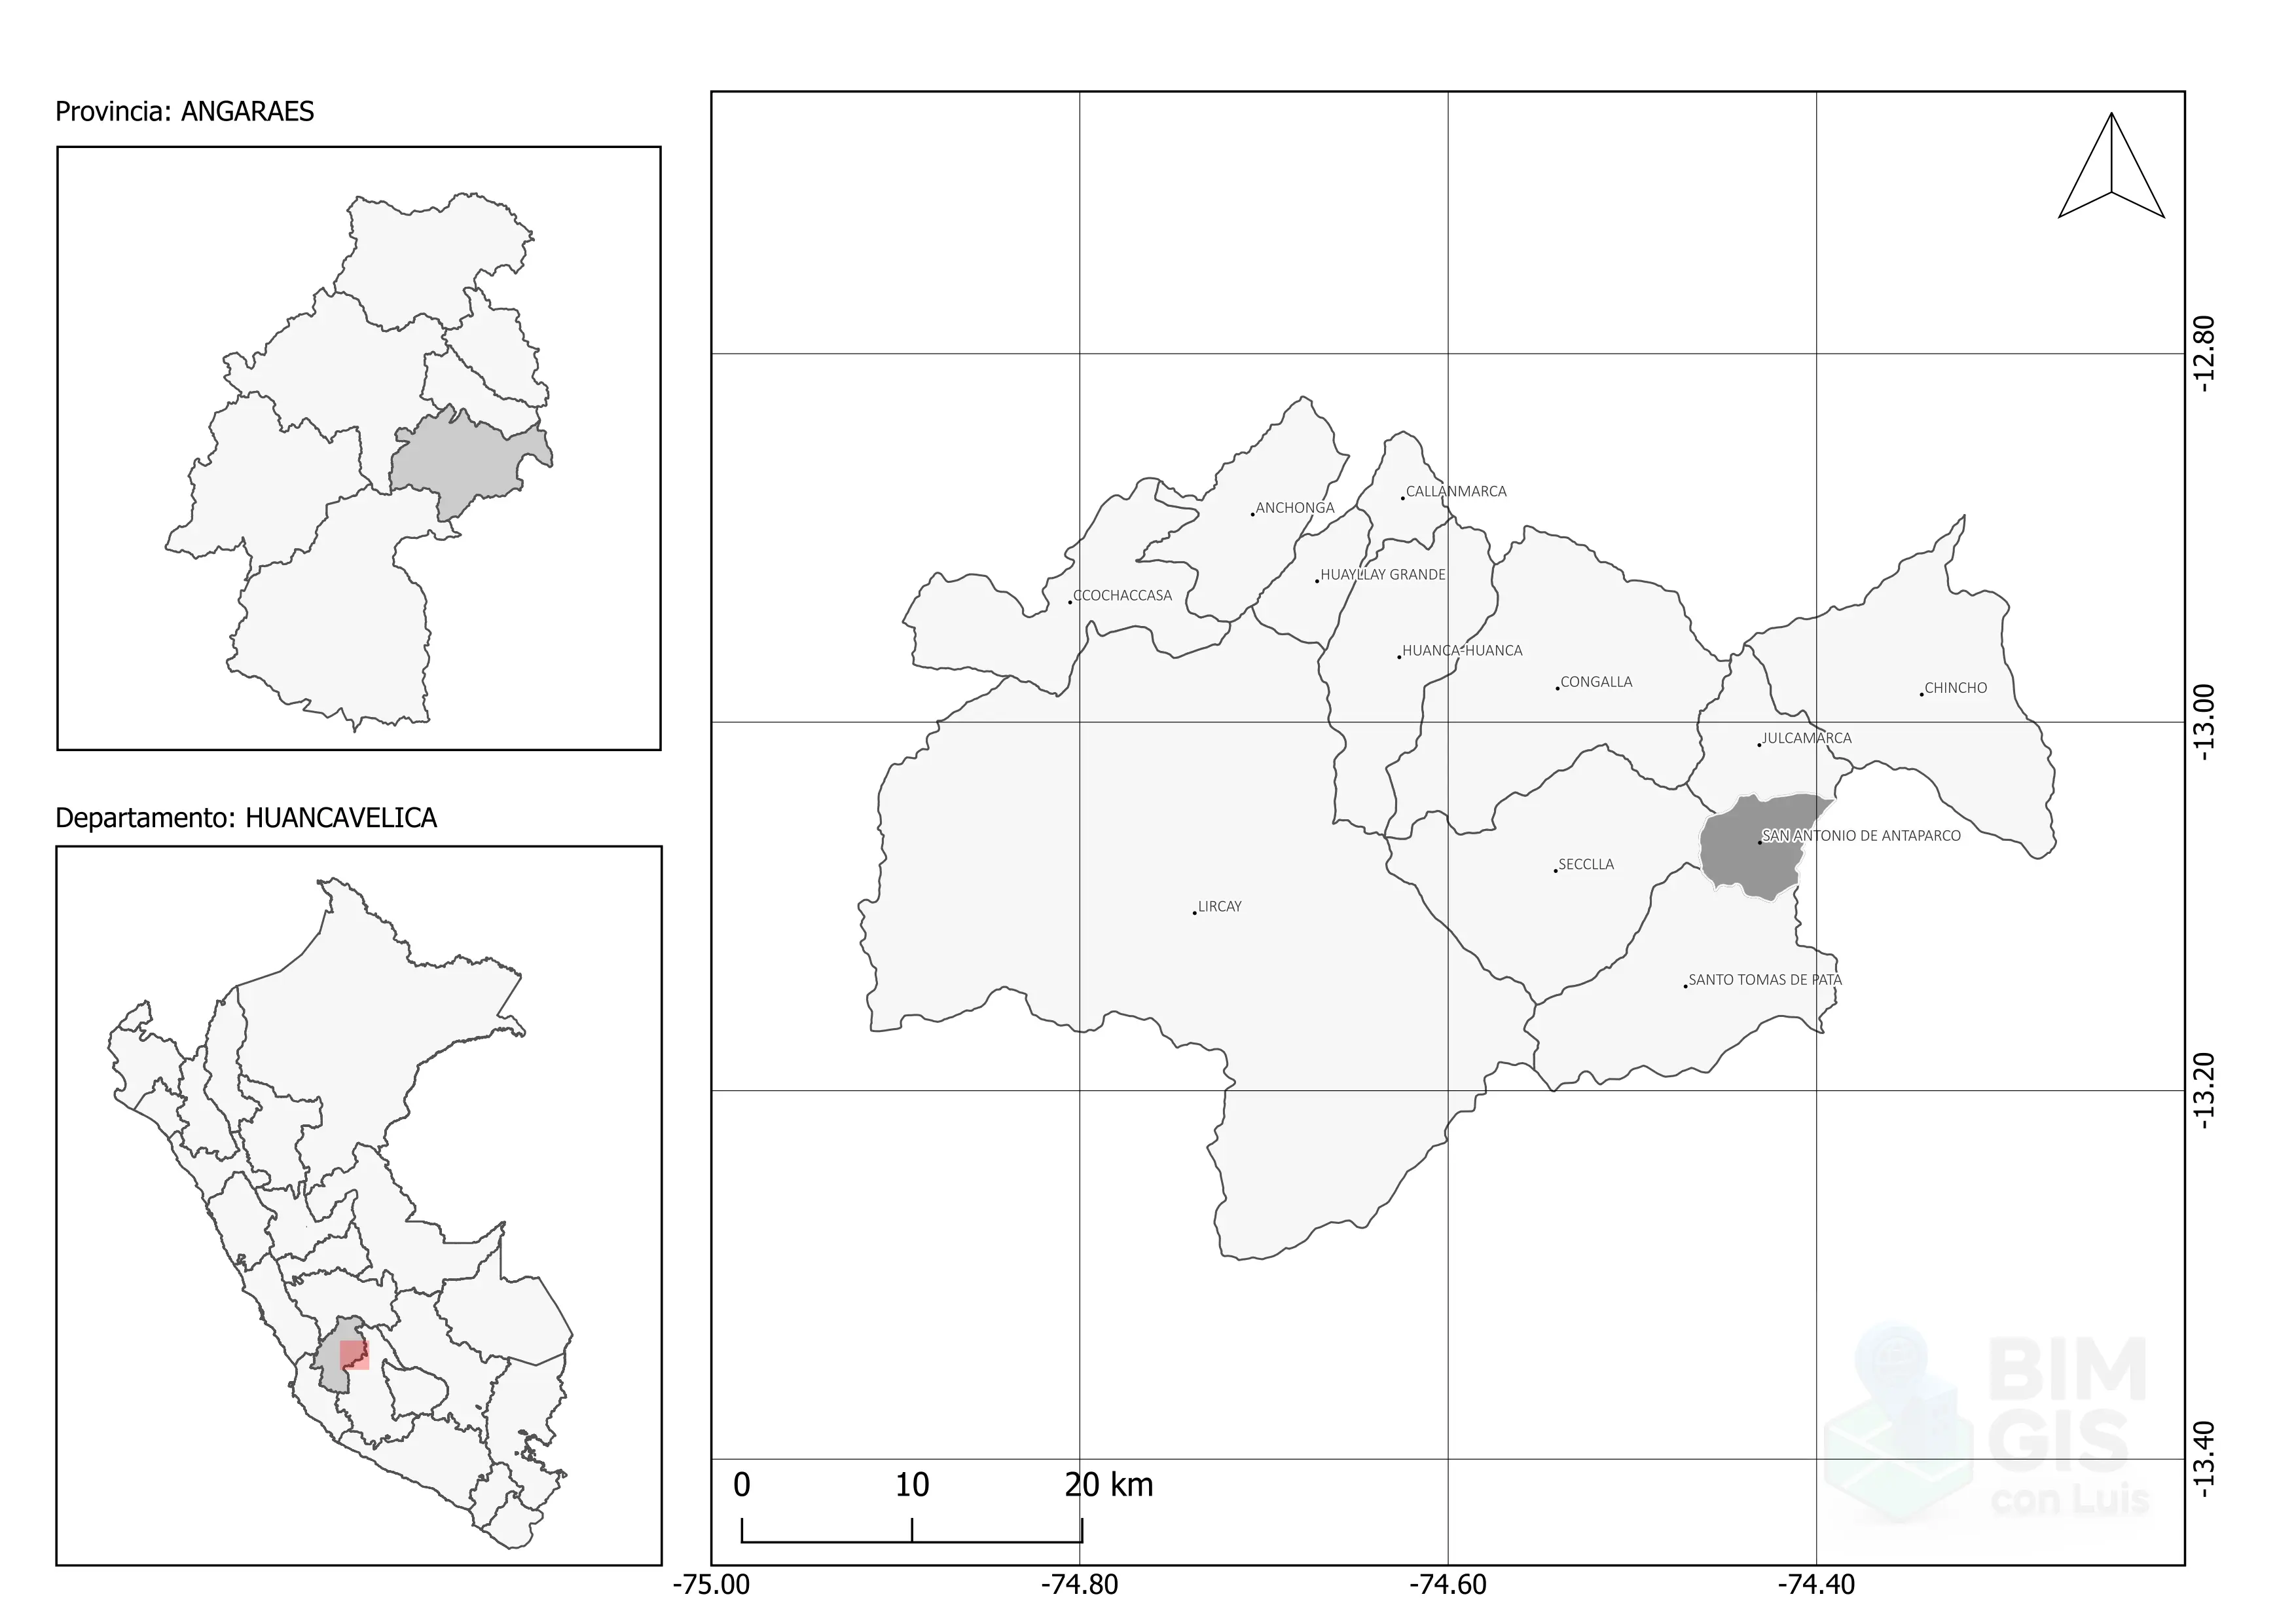 Provincia: ANGARAES
Departamento: HUANCAVELICA
CALLANMARCA
ANCHONGA
HUAYLLAY GRANDE
CCOCHACCASA
HUANCA-HUANCA
CONGALLA
CHINCHO
JULCAMARCA
SAN ANTONIO DE ANTAPARCO
SECCLLA
LIRCAY
SANTO TOMAS DE PATA
-12.80
-13.00
-13.20
-13.40
BIM
GIS
con Luis
0 10 20 km
-75.00 -74.80 -74.60 -74.40